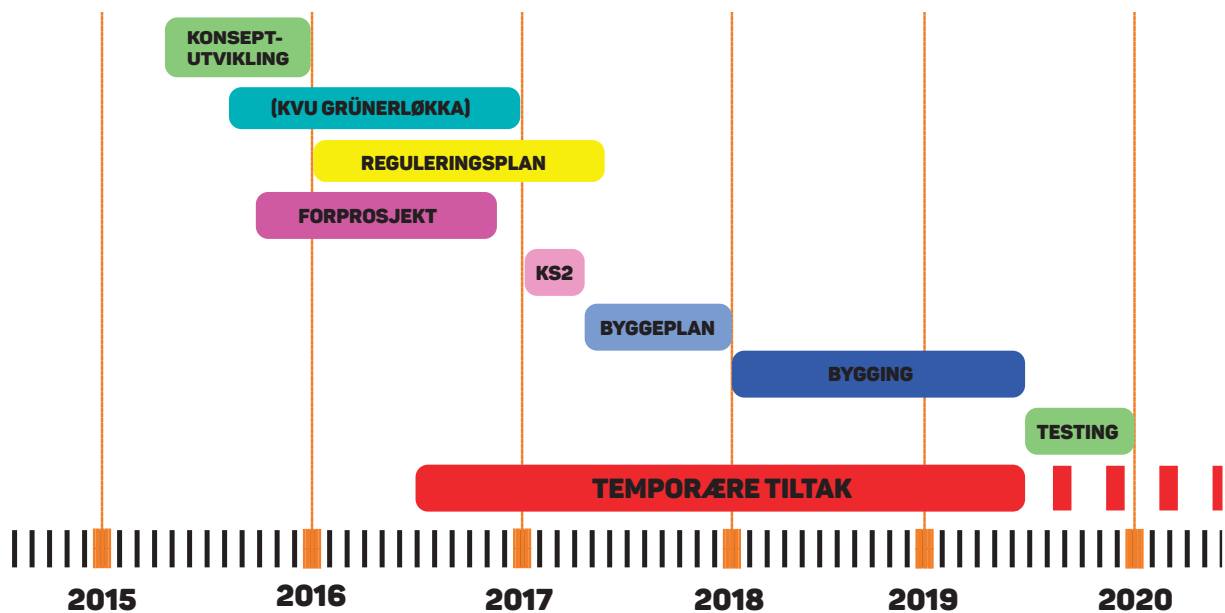 KONSEPT-
UTVIKLING
(KVU GRÜNERLØKKA)
REGULERINGSPLAN
FORPROSJEKT
KS2
BYGGEPLAN
BYGGING
TESTING
TEMPORÆRE TILTAK
2015 2016 2017 2018 2019 2020